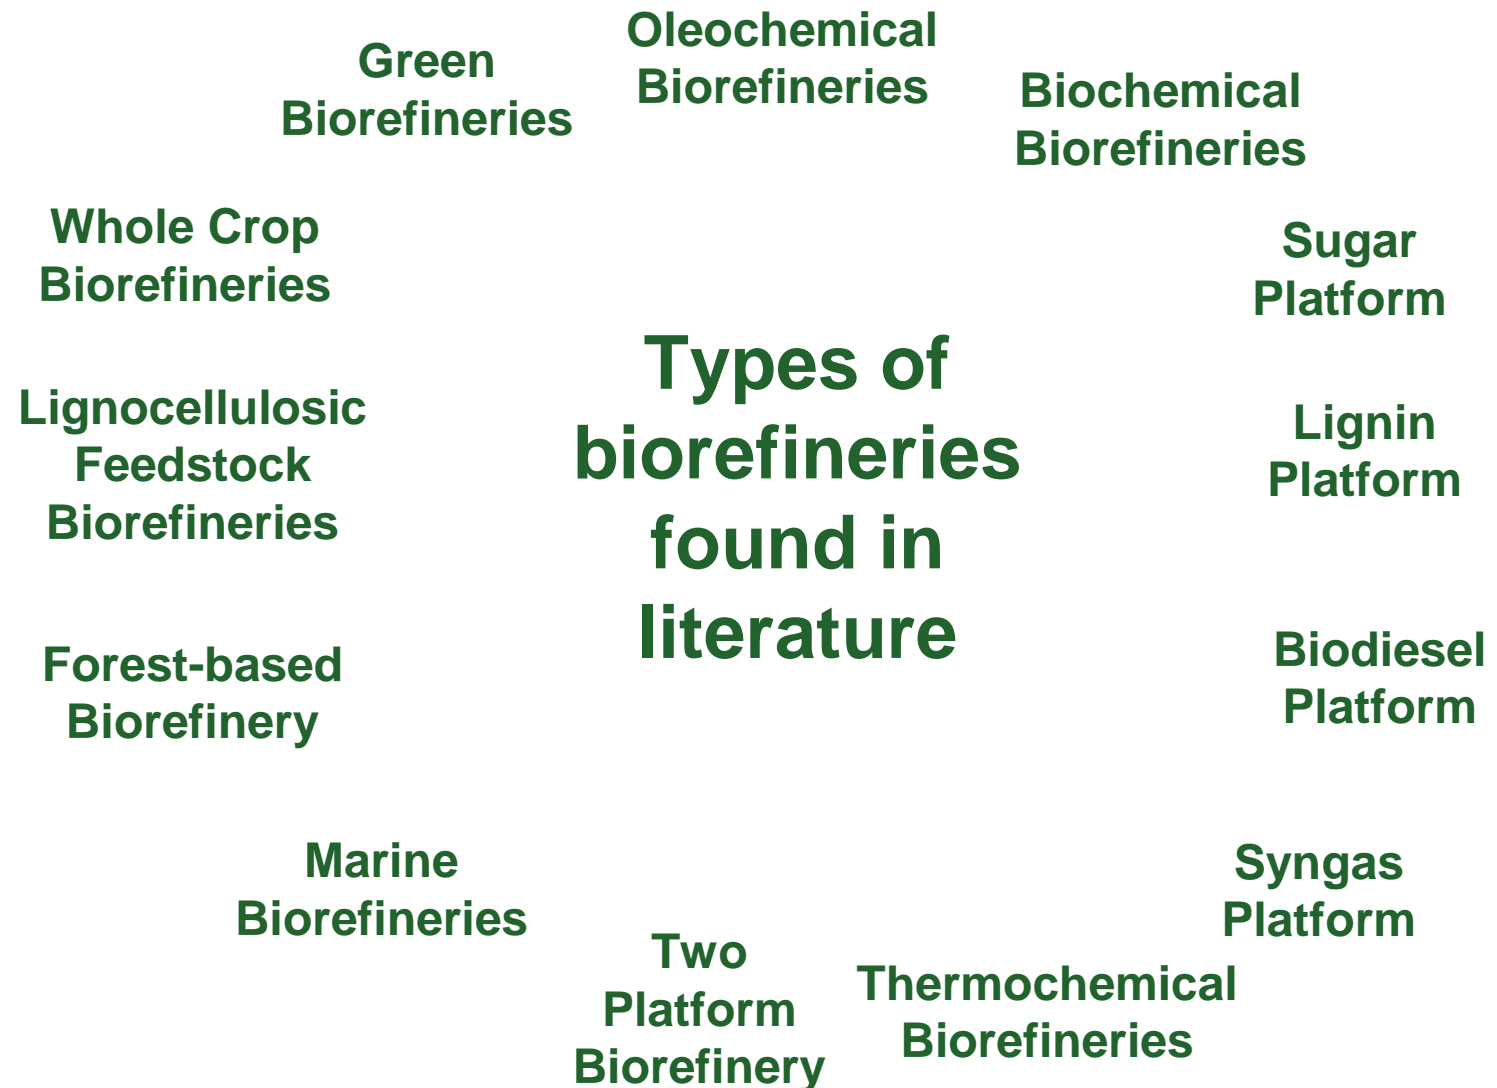 Green
Biorefineries
Oleochemical
Biorefineries
Biochemical
Biorefineries
Whole Crop
Biorefineries
Sugar
Platform
Types of
biorefineries
found in
literature
Lignocellulosic
Feedstock
Biorefineries
Lignin
Platform
Forest-based
Biorefinery
Biodiesel
Platform
Marine
Biorefineries
Syngas
Platform
Two
Platform
Biorefinery
Thermochemical
Biorefineries